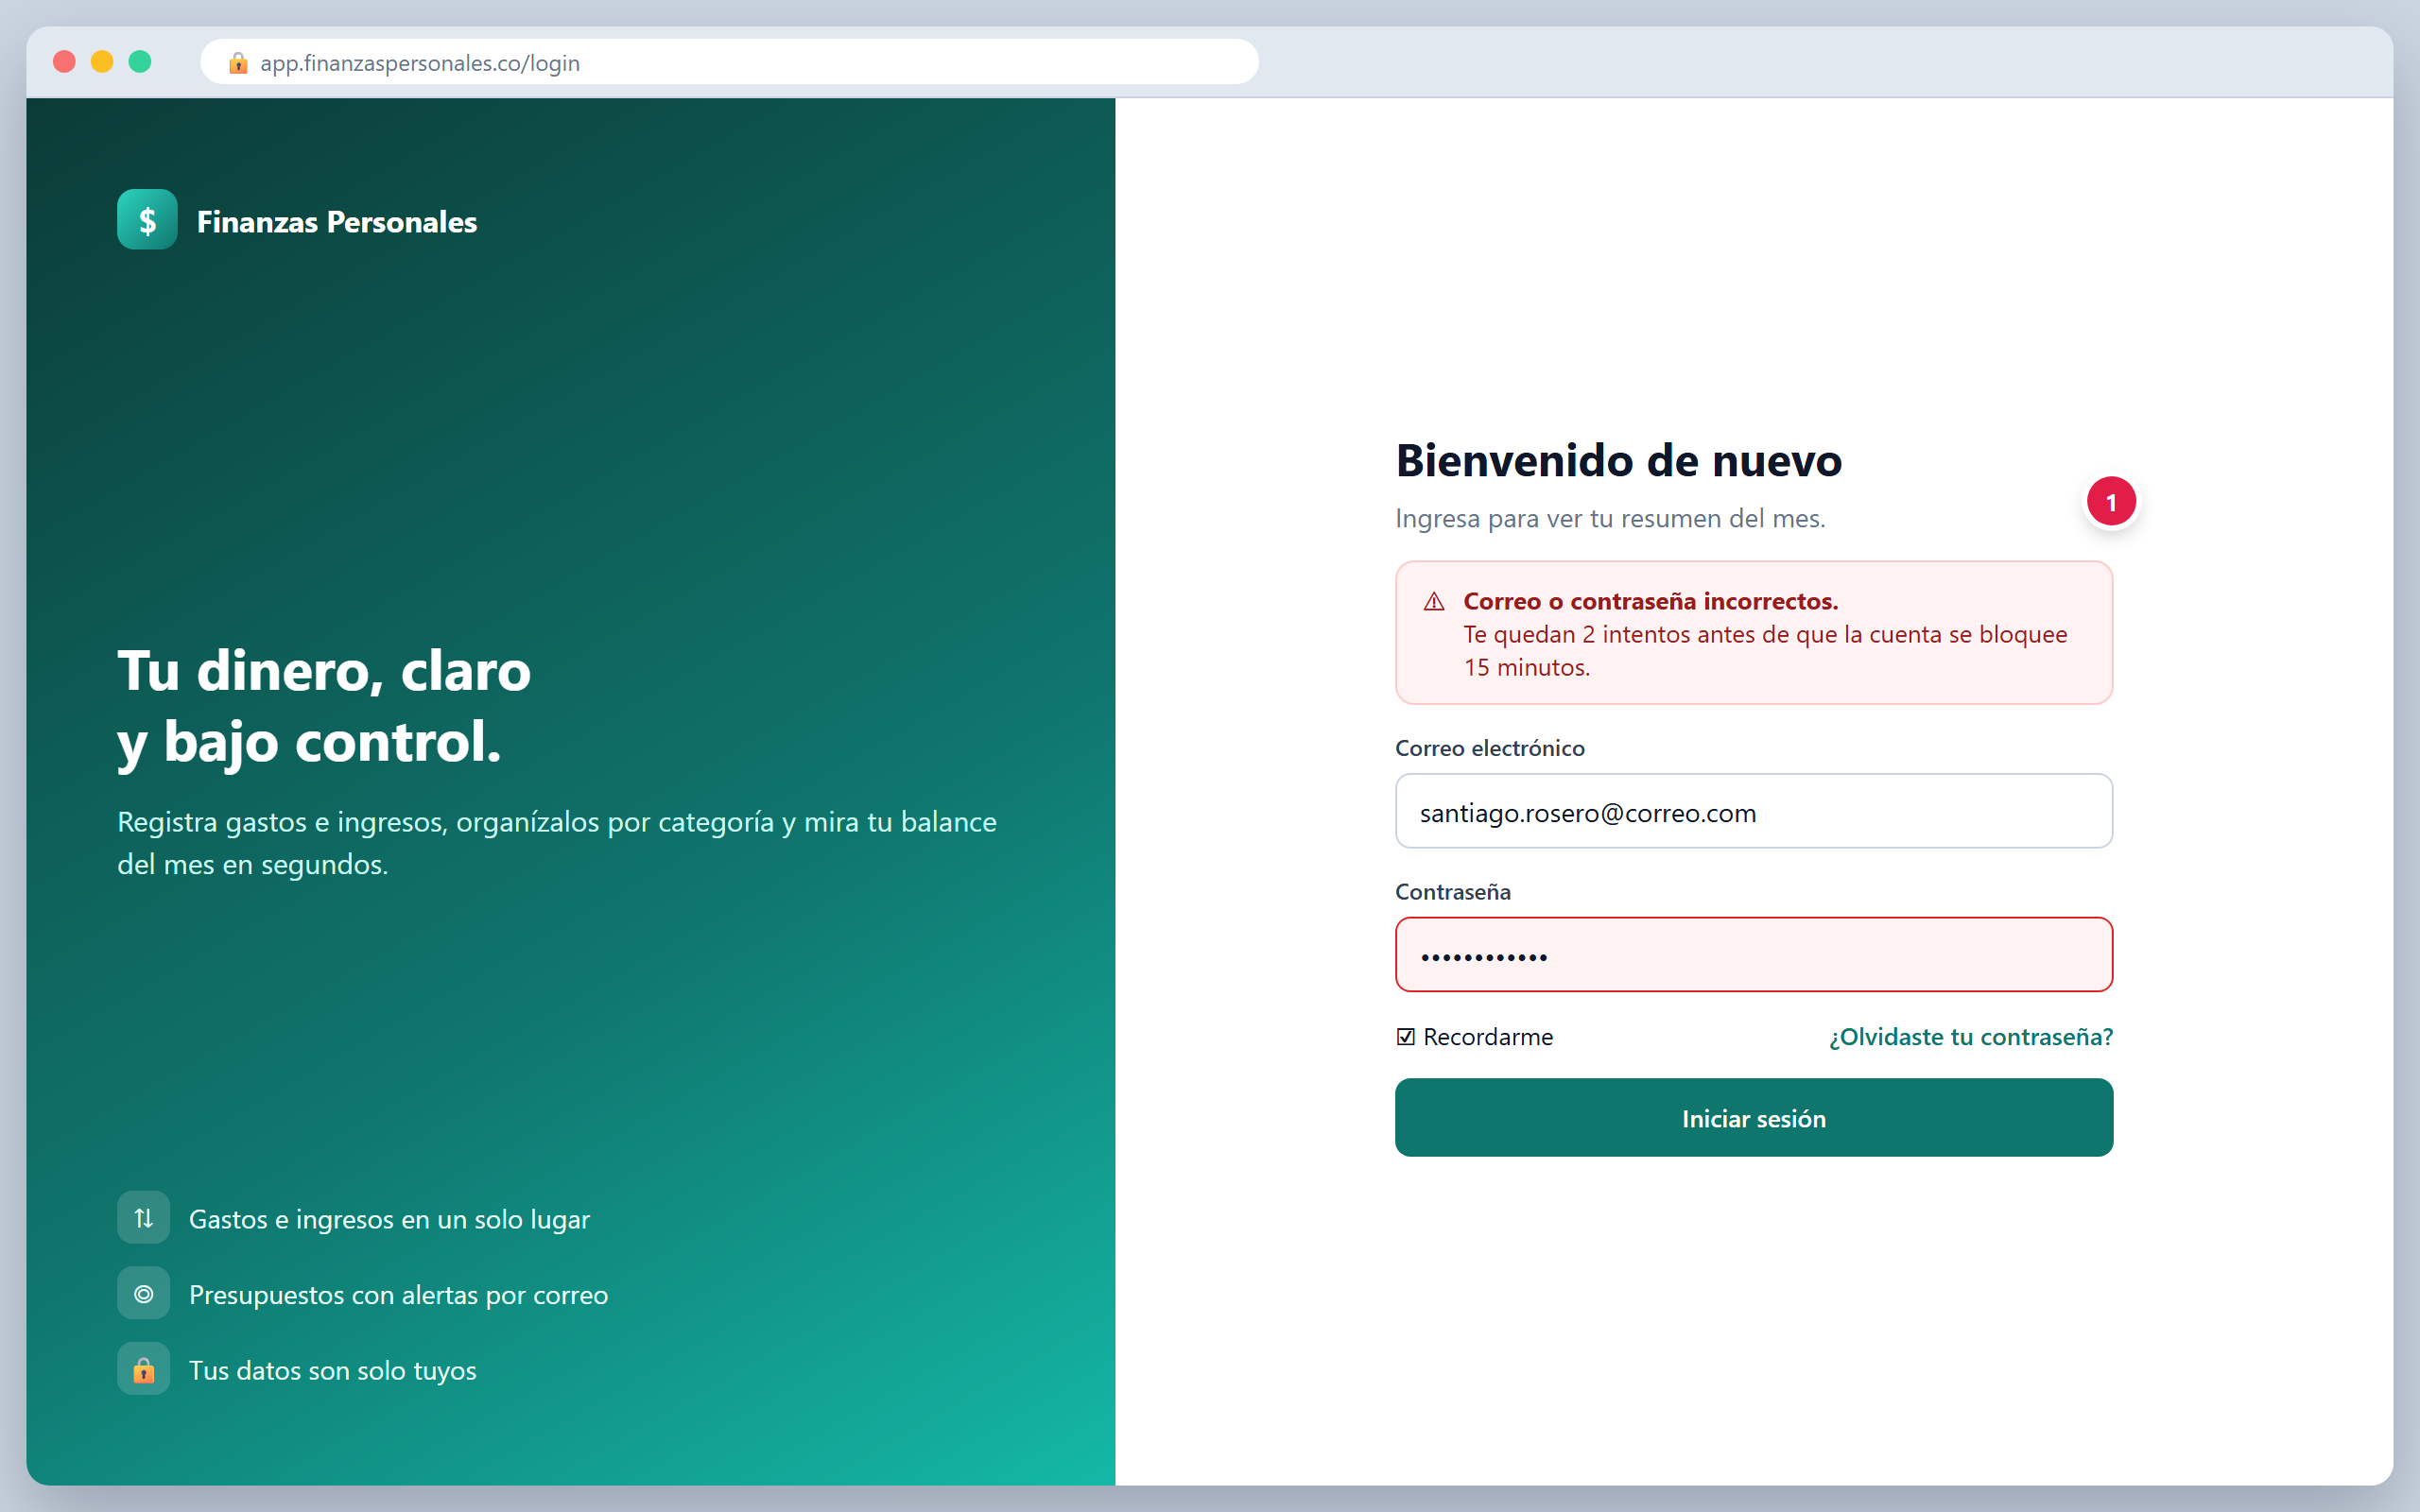 app.finanzaspersonales.co/login
$ Finanzas Personales
Tu dinero, claro
y bajo control.
Registra gastos e ingresos, organízalos por categoría y mira tu balance
del mes en segundos.
Gastos e ingresos en un solo lugar
Presupuestos con alertas por correo
Tus datos son solo tuyos
Bienvenido de nuevo
1
Ingresa para ver tu resumen del mes.
Correo o contraseña incorrectos.
Te quedan 2 intentos antes de que la cuenta se bloquee
15 minutos.
Correo electrónico
santiago.rosero@correo.com
Contraseña
••••••••••••
Recordarme
¿Olvidaste tu contraseña?
Iniciar sesión